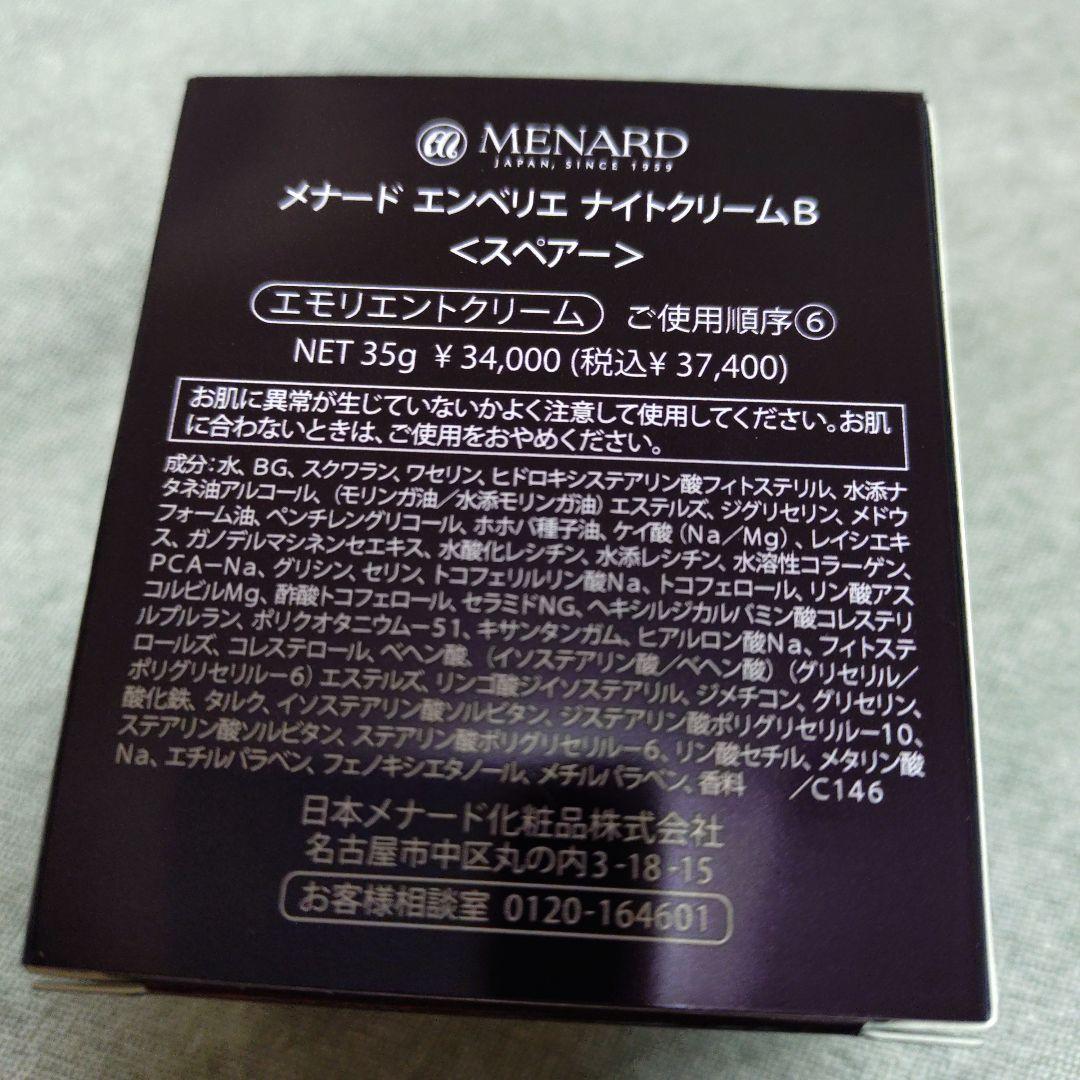 MENARD
JAPAN, SINCE 1959
メナード エンベリエ ナイトクリームB
＜スペアー＞
エモリエントクリーム ご使用順序⑥
NET 35g ¥ 34,000 (税込¥ 37,400)
お肌に異常が生じていないかよく注意して使用してください。お肌
に合わないときは、ご使用をおやめください。
成分：水、BG、スクワラン、ワセリン、ヒドロキシステアリン酸フィトステリル、水添ナ
タネ油アルコール、（モリンガ油／水添モリンガ油）エステルズ、ジグリセリン、メドウ
フォーム油、ペンチレングリコール、ホホバ種子油、ケイ酸（Na／Mg）、レイシエキ
ス、ガノデルマシネンセエキス、水酸化レシチン、水添レシチン、水溶性コラーゲン、
PCA－Na、グリシン、セリン、トコフェリルリン酸Na、トコフェロール、リン酸アス
コルビルMg、酢酸トコフェロール、セラミドNG、ヘキシルジカルバミン酸コレステリ
ルプルラン、ポリクオタニウム－51、キサンタンガム、ヒアルロン酸Na、フィトステ
ロールズ、コレステロール、ベヘン酸、（イソステアリン酸／ベヘン酸）（グリセリル／
ポリグリセリル－6）エステルズ、リンゴ酸ジイソステアリル、ジメチコン、グリセリン、
酸化鉄、タルク、イソステアリン酸ソルビタン、ジステアリン酸ポリグリセリル－10、
ステアリン酸ソルビタン、ステアリン酸ポリグリセリル－6、リン酸セチル、メタリン酸
Na、エチルパラベン、フェノキシエタノール、メチルパラベン、香料 ／C146
日本メナード化粧品株式会社
名古屋市中区丸の内3-18-15
お客様相談室 0120-164601